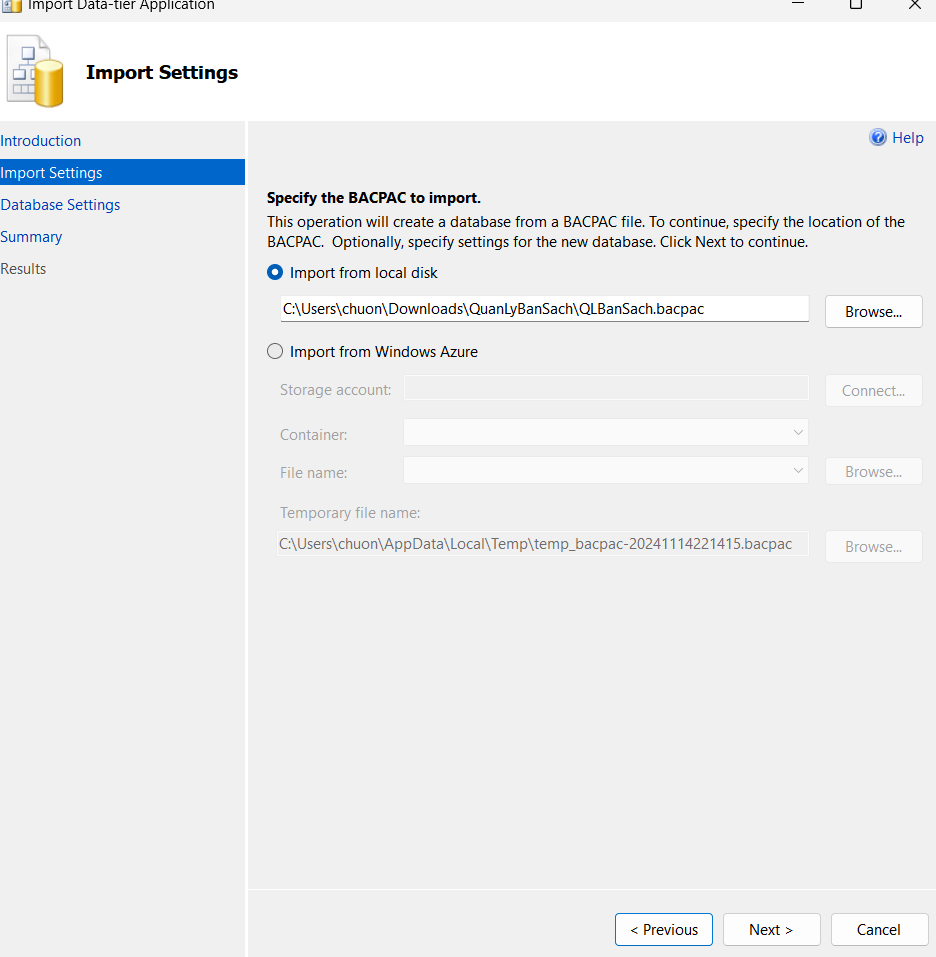 Import Data-tier Application
Import Settings
Introduction
Import Settings
Database Settings
Summary
Results
Help
Specify the BACPAC to import.
This operation will create a database from a BACPAC file. To continue, specify the location of the
BACPAC.  Optionally, specify settings for the new database. Click Next to continue.
Import from local disk
C:\Users\chuon\Downloads\QuanLyBanSach\QLBanSach.bacpac
Browse...
Import from Windows Azure
Storage account:
Connect...
Container:
File name:
Browse...
Temporary file name:
C:\Users\chuon\AppData\Local\Temp\temp_bacpac-20241114221415.bacpac
Browse...
< Previous
Next >
Cancel